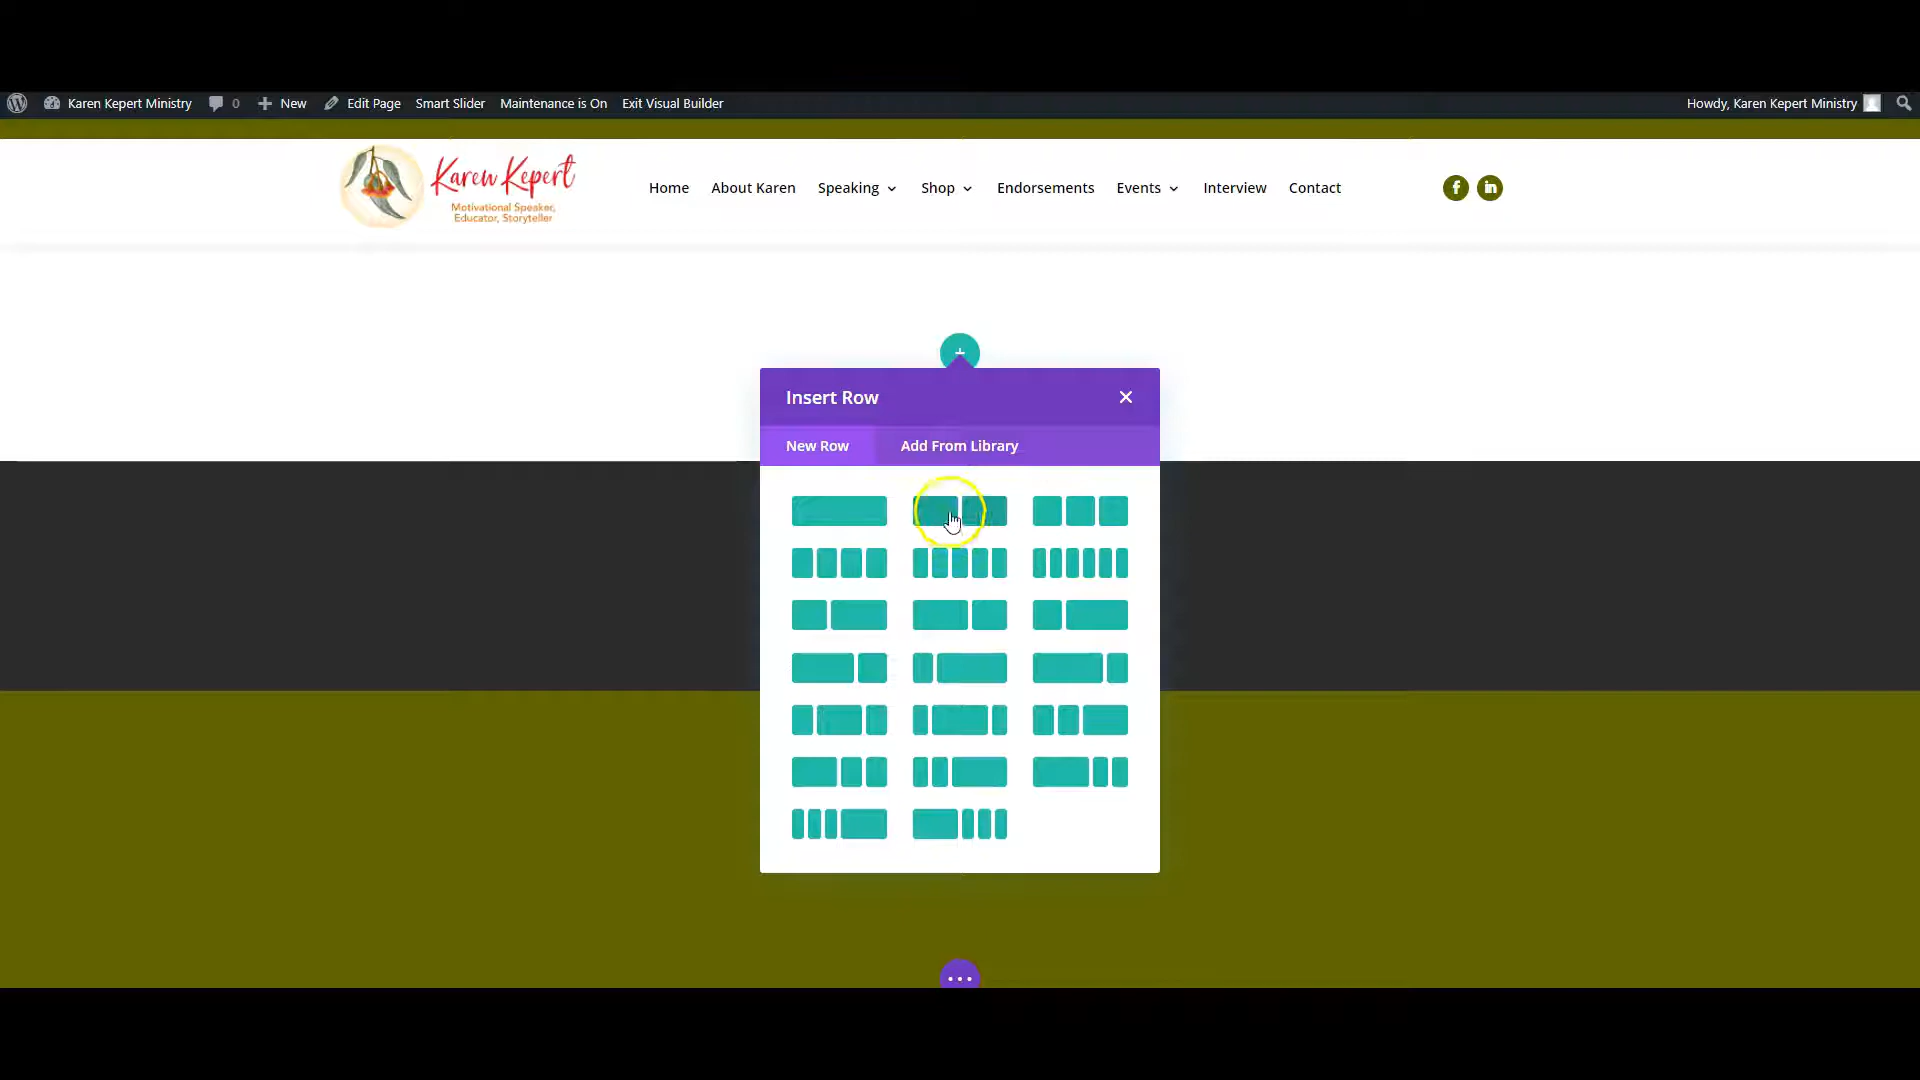 Karen Kepert Ministry 0 New Edit Page Smart Slider Maintenance is On Exit Visual Builder Howdy, Karen Kepert Ministry
Karen Kepert
Motivational Speaker,
Educator, Storyteller
Home About Karen Speaking Shop Endorsements Events Interview Contact
Insert Row
New Row Add From Library